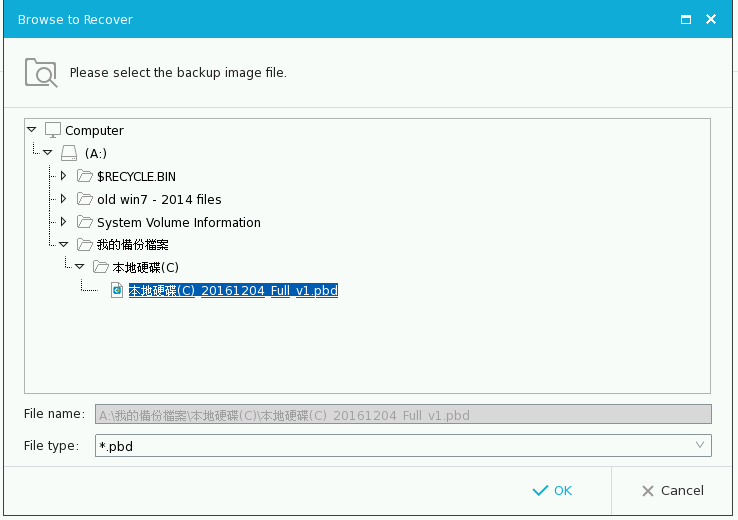 Browse to Recover
Please select the backup image file.
Computer
(A:)
$RECYCLE.BIN
old win7 - 2014 files
System Volume Information
我的備份檔案
本地硬碟(C)
本地硬碟(C)_20161204_Full_v1.pbd
File name: A:\我的備份檔案\本地硬碟(C)\本地硬碟(C)_20161204_Full_v1.pbd
File type: *.pbd
OK Cancel